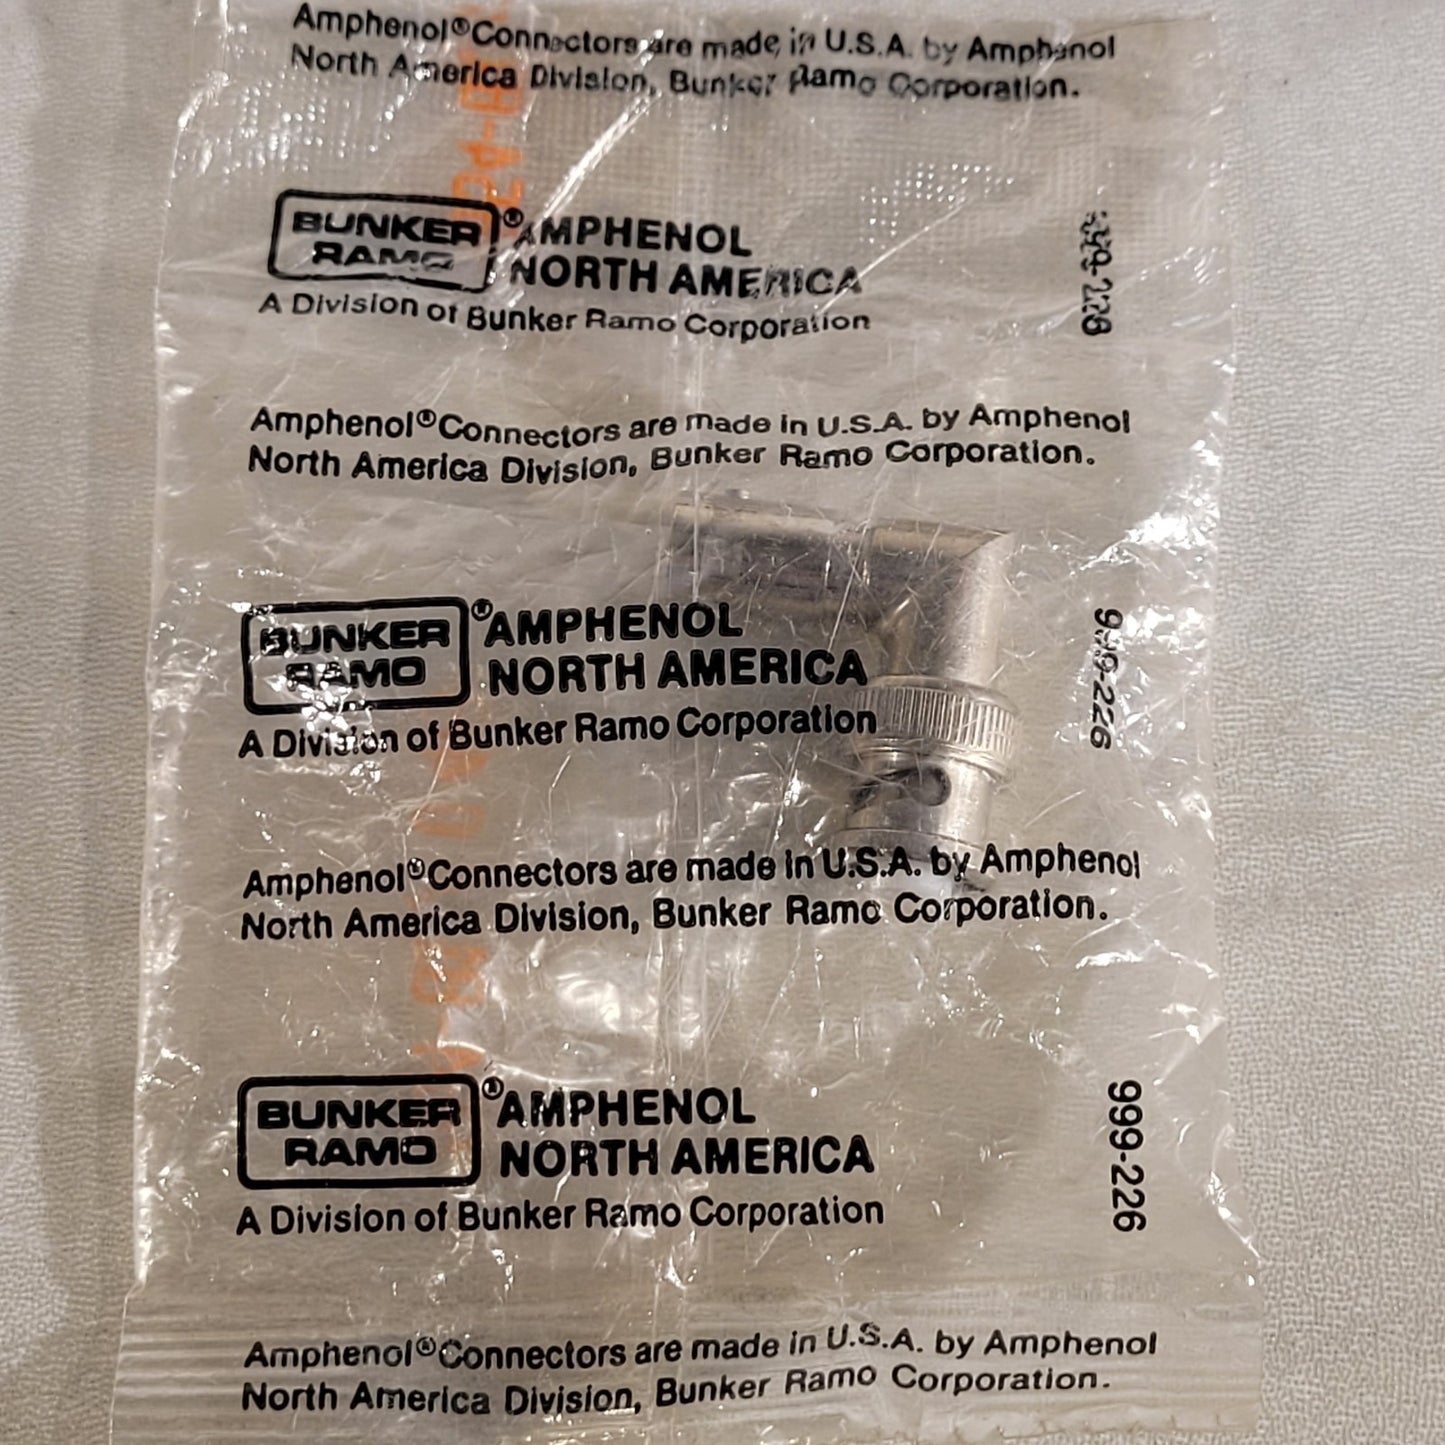 Amphenol® Connectors are made in U.S.A. by Amphenol
North America Division, Bunker Ramo Corporation.
BUNKER
RAMO
® AMPHENOL
NORTH AMERICA
A Division of Bunker Ramo Corporation
Amphenol® Connectors are made in U.S.A. by Amphenol
North America Division, Bunker Ramo Corporation.
BUNKER
RAMO
® AMPHENOL
NORTH AMERICA
A Division of Bunker Ramo Corporation
999-226
Amphenol® Connectors are made in U.S.A. by Amphenol
North America Division, Bunker Ramo Corporation.
BUNKER
RAMO
® AMPHENOL
NORTH AMERICA
A Division of Bunker Ramo Corporation
999-226
Amphenol® Connectors are made in U.S.A. by Amphenol
North America Division, Bunker Ramo Corporation.